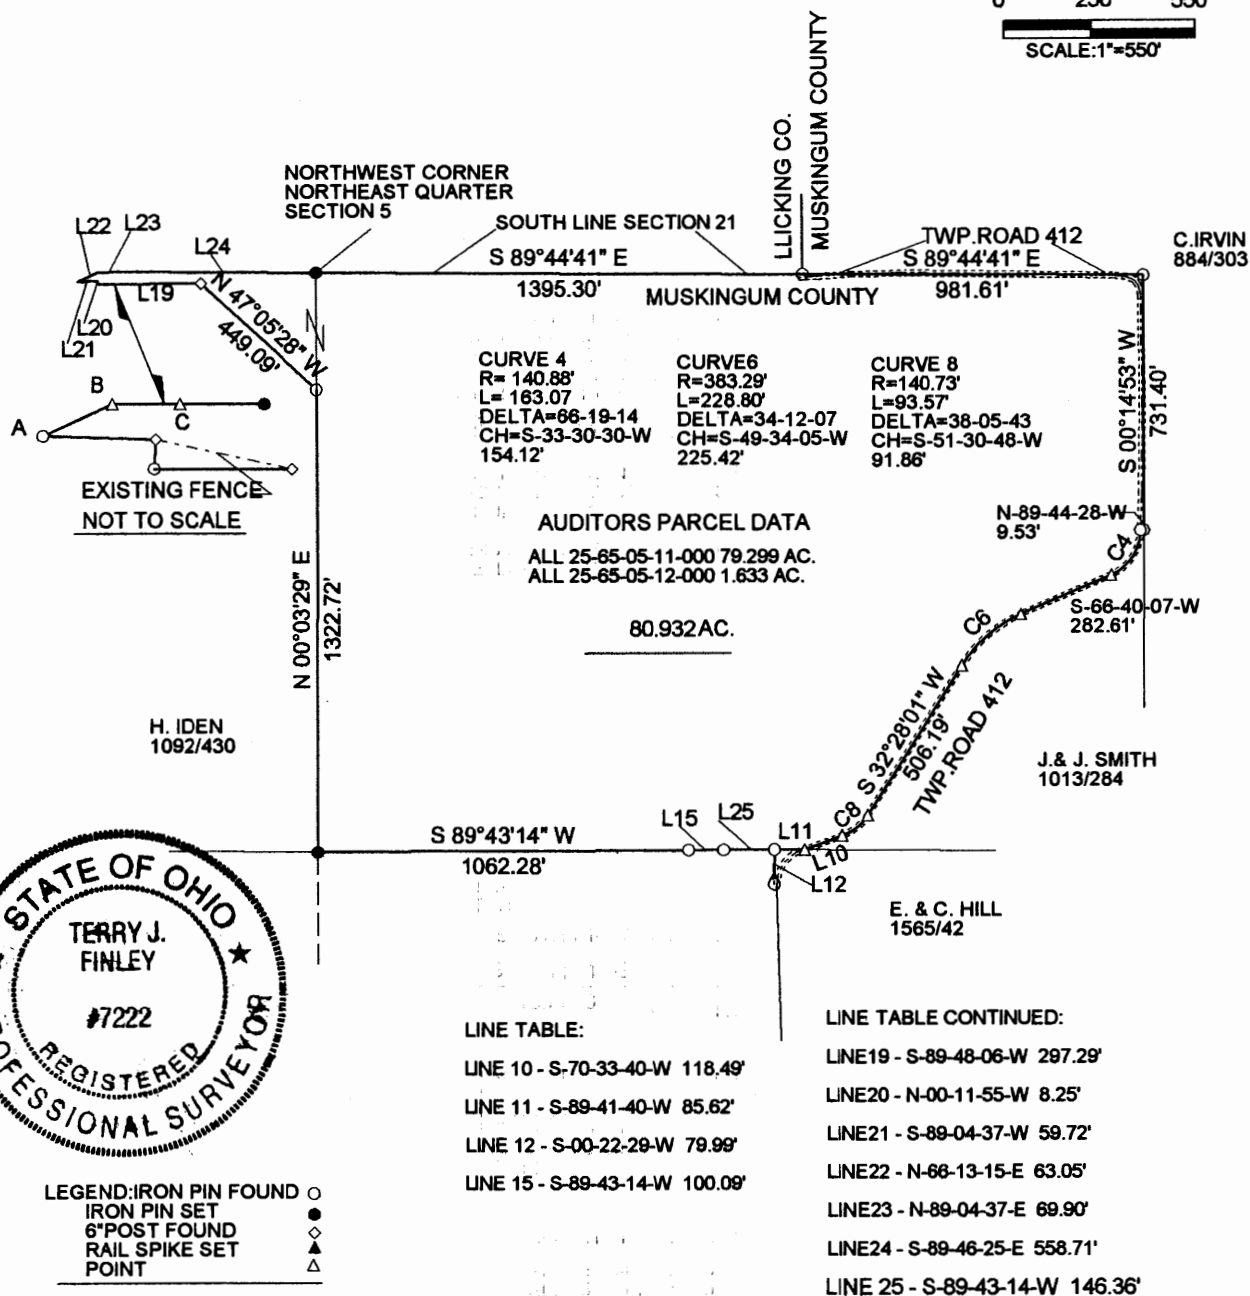 0 250' 550'
SCALE:1"=550'
LLICKING CO.
MUSKINGUM COUNTY
NORTHWEST CORNER
NORTHEAST QUARTER
SECTION 5
L22
L23
L24
SOUTH LINE SECTION 21
TWP.ROAD 412
C.IRVIN
884/303
S 89°44'41" E
1395.30'
S 89°44'41" E
981.61'
MUSKINGUM COUNTY
L19
L20
L21
N 47°05'28" W
449.09'
N
CURVE 4
R= 140.88'
L= 163.07
DELTA=66-19-14
CH=S-33-30-30-W
154.12'
CURVE6
R=383.29'
L=228.80'
DELTA=34-12-07
CH=S-49-34-05-W
225.42'
CURVE 8
R=140.73'
L=93.57'
DELTA=38-05-43
CH=S-51-30-48-W
91.86'
S 00°14'53" W
731.40'
A
B
C
EXISTING FENCE
NOT TO SCALE
AUDITORS PARCEL DATA
ALL 25-65-05-11-000 79.299 AC.
ALL 25-65-05-12-000 1.633 AC.
80.932AC.
N-89-44-28-W
9.53'
C4
S-66-40-07-W
282.61'
C6
N 00°03'29" E
1322.72'
H. IDEN
1092/430
S 32°28'01" W
506.19'
TWP.ROAD 412
J.& J. SMITH
1013/284
S 89°43'14" W
1062.28'
L15
L25
L11
C8
L10
L12
E. & C. HILL
1565/42
STATE OF OHIO
TERRY J.
FINLEY
#7222
REGISTERED
PROFESSIONAL SURVEYOR
LINE TABLE:
LINE 10 - S-70-33-40-W 118.49'
LINE 11 - S-89-41-40-W 85.62'
LINE 12 - S-00-22-29-W 79.99'
LINE 15 - S-89-43-14-W 100.09'
LINE TABLE CONTINUED:
LINE19 - S-89-48-06-W 297.29'
LINE20 - N-00-11-55-W 8.25'
LINE21 - S-89-04-37-W 59.72'
LINE22 - N-66-13-15-E 63.05'
LINE23 - N-89-04-37-E 69.90'
LINE24 - S-89-46-25-E 558.71'
LINE 25 - S-89-43-14-W 146.36'
LEGEND:IRON PIN FOUND
IRON PIN SET
6"POST FOUND
RAIL SPIKE SET
POINT